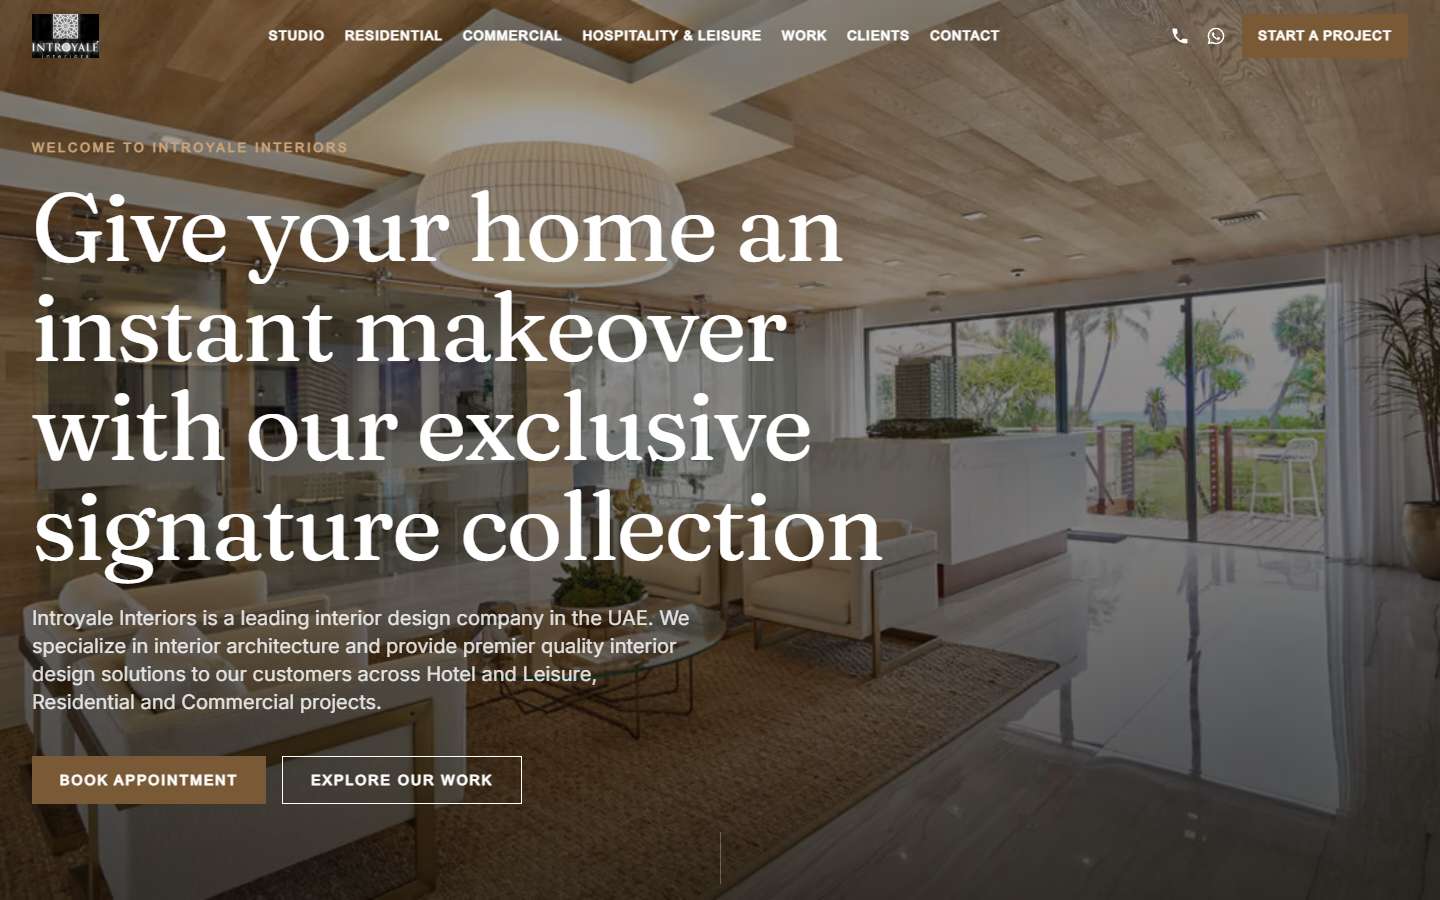 INTROYALE
interiors
STUDIO RESIDENTIAL COMMERCIAL HOSPITALITY & LEISURE WORK CLIENTS CONTACT
START A PROJECT
WELCOME TO INTROYALE INTERIORS
Give your home an
instant makeover
with our exclusive
signature collection
Introyale Interiors is a leading interior design company in the UAE. We
specialize in interior architecture and provide premier quality interior
design solutions to our customers across Hotel and Leisure,
Residential and Commercial projects.
BOOK APPOINTMENT
EXPLORE OUR WORK